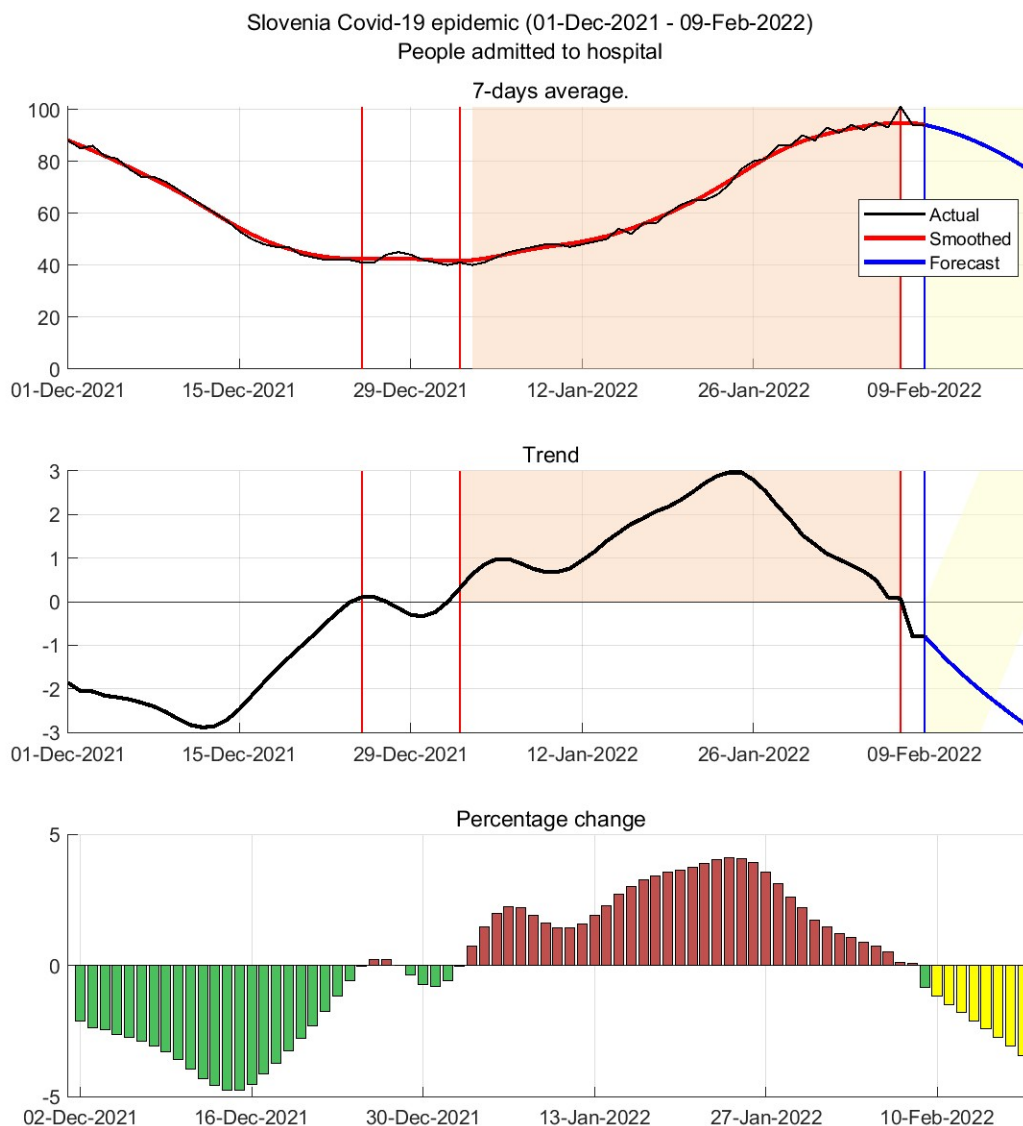 Slovenia Covid-19 epidemic (01-Dec-2021 - 09-Feb-2022)
People admitted to hospital
7-days average.
100
80
60
40
20
0
Actual
Smoothed
Forecast
01-Dec-2021 15-Dec-2021 29-Dec-2021 12-Jan-2022 26-Jan-2022 09-Feb-2022
Trend
3
2
1
0
-1
-2
-3
01-Dec-2021 15-Dec-2021 29-Dec-2021 12-Jan-2022 26-Jan-2022 09-Feb-2022
Percentage change
5
0
-5
02-Dec-2021 16-Dec-2021 30-Dec-2021 13-Jan-2022 27-Jan-2022 10-Feb-2022